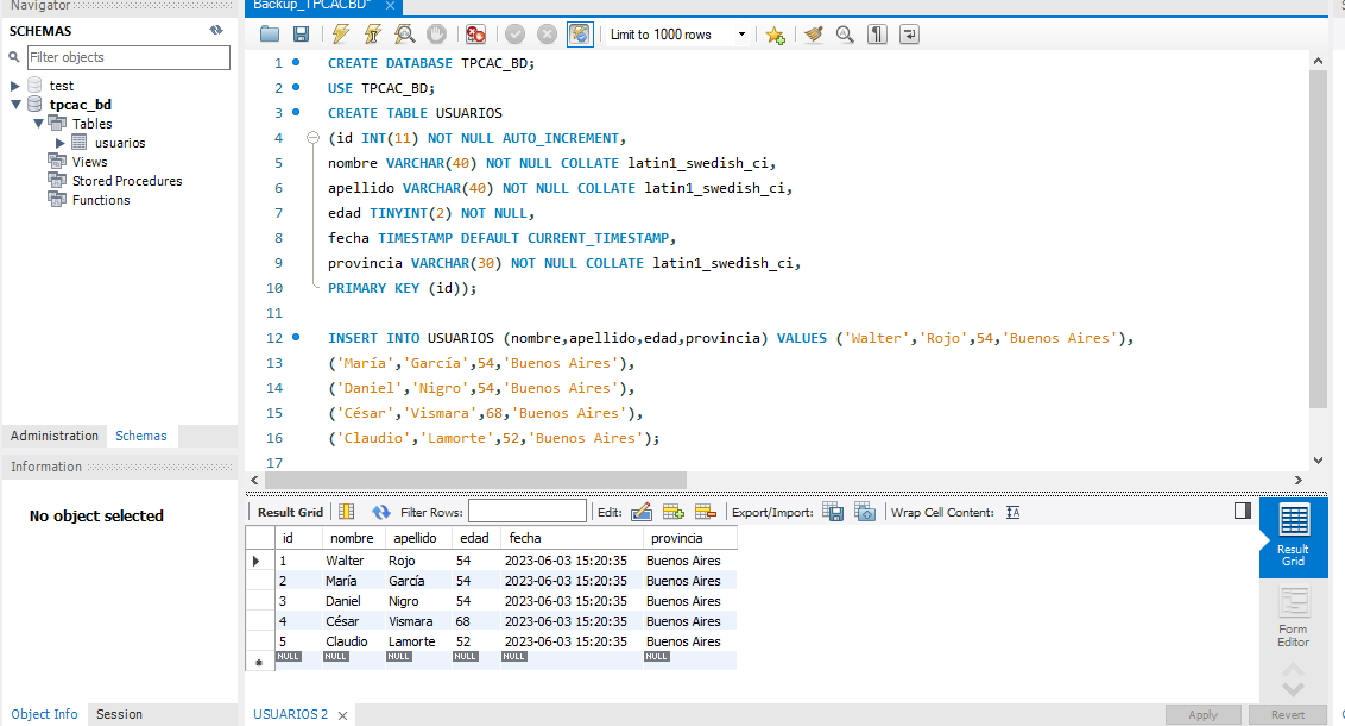 Navigator
SCHEMAS
Filter objects
test
tpcac_bd
Tables
usuarios
Views
Stored Procedures
Functions
Administration Schemas
Information
No object selected
Object Info Session
Backup_TPCACBD*
Limit to 1000 rows
1 CREATE DATABASE TPCAC_BD;
2 USE TPCAC_BD;
3 CREATE TABLE USUARIOS
4 (id INT(11) NOT NULL AUTO_INCREMENT,
5 nombre VARCHAR(40) NOT NULL COLLATE latin1_swedish_ci,
6 apellido VARCHAR(40) NOT NULL COLLATE latin1_swedish_ci,
7 edad TINYINT(2) NOT NULL,
8 fecha TIMESTAMP DEFAULT CURRENT_TIMESTAMP,
9 provincia VARCHAR(30) NOT NULL COLLATE latin1_swedish_ci,
10 PRIMARY KEY (id));
11
12 INSERT INTO USUARIOS (nombre,apellido,edad,provincia) VALUES ('Walter','Rojo',54,'Buenos Aires'),
13 ('María','García',54,'Buenos Aires'),
14 ('Daniel','Nigro',54,'Buenos Aires'),
15 ('César','Vismara',68,'Buenos Aires'),
16 ('Claudio','Lamorte',52,'Buenos Aires');
17
Result Grid Filter Rows: Edit: Export/Import: Wrap Cell Content:
id nombre apellido edad fecha provincia
1 Walter Rojo 54 2023-06-03 15:20:35 Buenos Aires
2 María García 54 2023-06-03 15:20:35 Buenos Aires
3 Daniel Nigro 54 2023-06-03 15:20:35 Buenos Aires
4 César Vismara 68 2023-06-03 15:20:35 Buenos Aires
5 Claudio Lamorte 52 2023-06-03 15:20:35 Buenos Aires
NULL NULL NULL NULL NULL NULL
Result
Grid
Form
Editor
USUARIOS 2
Apply Revert